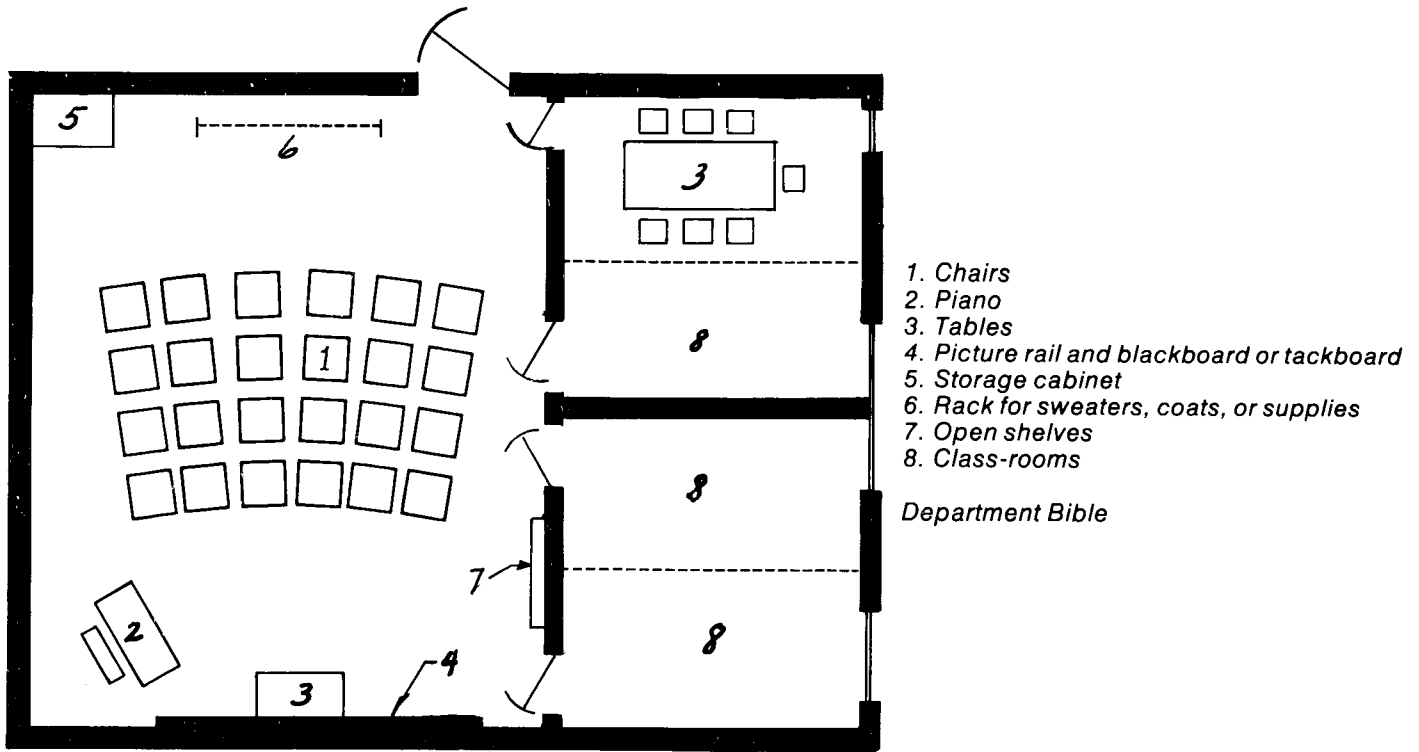 5
6
3
1
8
8
7
2
8
3
4
1. Chairs
2. Piano
3. Tables
4. Picture rail and blackboard or tackboard
5. Storage cabinet
6. Rack for sweaters, coats, or supplies
7. Open shelves
8. Class-rooms
Department Bible